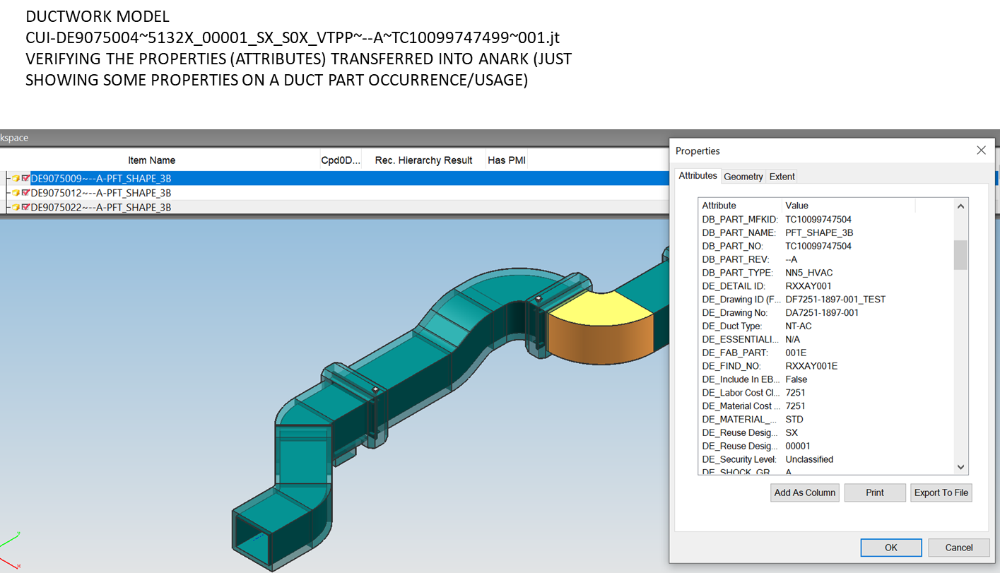 DUCTWORK MODEL
CUI-DE9075004~5132X_00001_SX_S0X_VTPP~--A~TC10099747499~001.jt
VERIFYING THE PROPERTIES (ATTRIBUTES) TRANSFERRED INTO ANARK (JUST
SHOWING SOME PROPERTIES ON A DUCT PART OCCURRENCE/USAGE)
kspace
Item Name Cpd0D... Rec. Hierarchy Result Has PMI
DE9075009~--A-PFT_SHAPE_3B
DE9075012~--A-PFT_SHAPE_3B
DE9075022~--A-PFT_SHAPE_3B
Properties
Attributes Geometry Extent
Attribute Value
DB_PART_MFKID: TC10099747504
DB_PART_NAME: PFT_SHAPE_3B
DB_PART_NO: TC10099747504
DB_PART_REV: --A
DB_PART_TYPE: NN5_HVAC
DE_DETAIL ID: RXXAY001
DE_Drawing ID (F... DF7251-1897-001_TEST
DE_Drawing No: DA7251-1897-001
DE_Duct Type: NT-AC
DE_ESSENTIALI... N/A
DE_FAB_PART: 001E
DE_FIND_NO: RXXAY001E
DE_Include In EB... False
DE_Labor Cost Cl... 7251
DE_Material Cost ... 7251
DE_MATERIAL_... STD
DE_Reuse Desig... SX
DE_Reuse Desig... 00001
DE_Security Level: Unclassified
DE_SHOCK_GR... A
Add As Column Print Export To File
OK Cancel
y
x